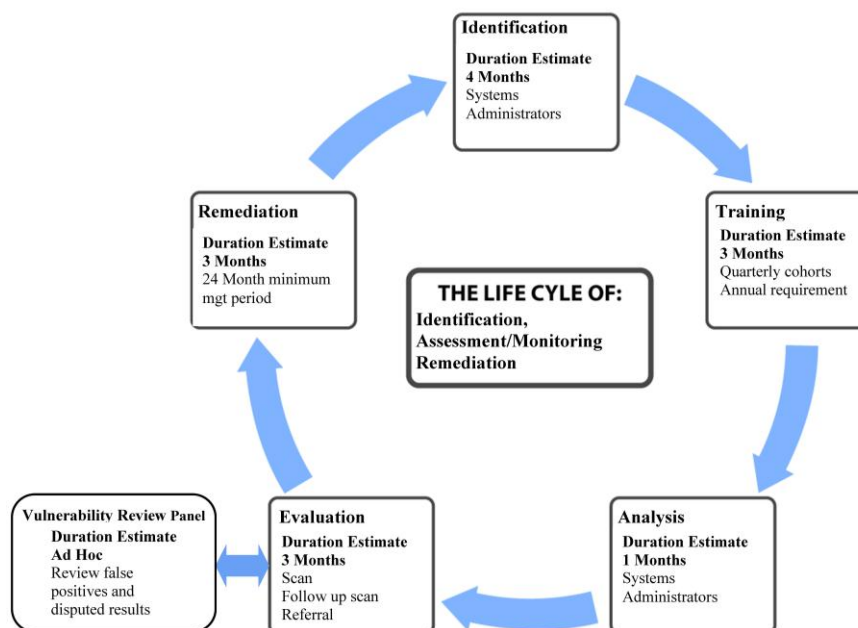 Identification
Duration Estimate
4 Months
Systems
Administrators
Remediation
Duration Estimate
3 Months
24 Month minimum
mgt period
Training
Duration Estimate
3 Months
Quarterly cohorts
Annual requirement
THE LIFE CYLE OF:
Identification,
Assessment/Monitoring
Remediation
Vulnerability Review Panel
Duration Estimate
Ad Hoc
Review false
positives and
disputed results
Evaluation
Duration Estimate
3 Months
Scan
Follow up scan
Referral
Analysis
Duration Estimate
1 Months
Systems
Administrators